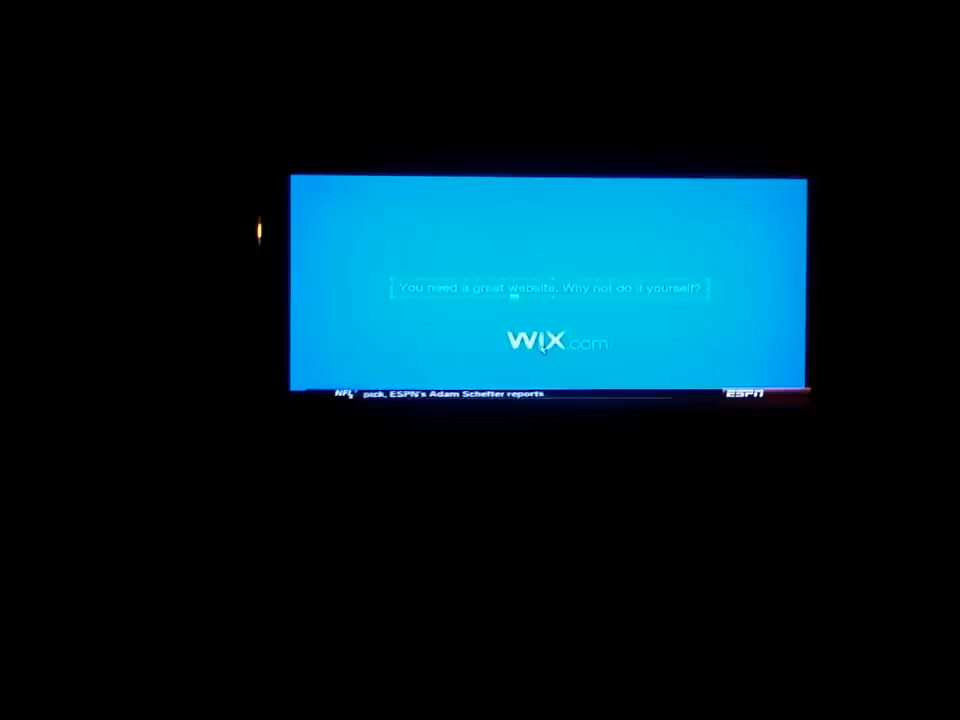 You need a great website. Why not do it yourself?
WIX.com
NFL pick, ESPN's Adam Schefter reports ESPN